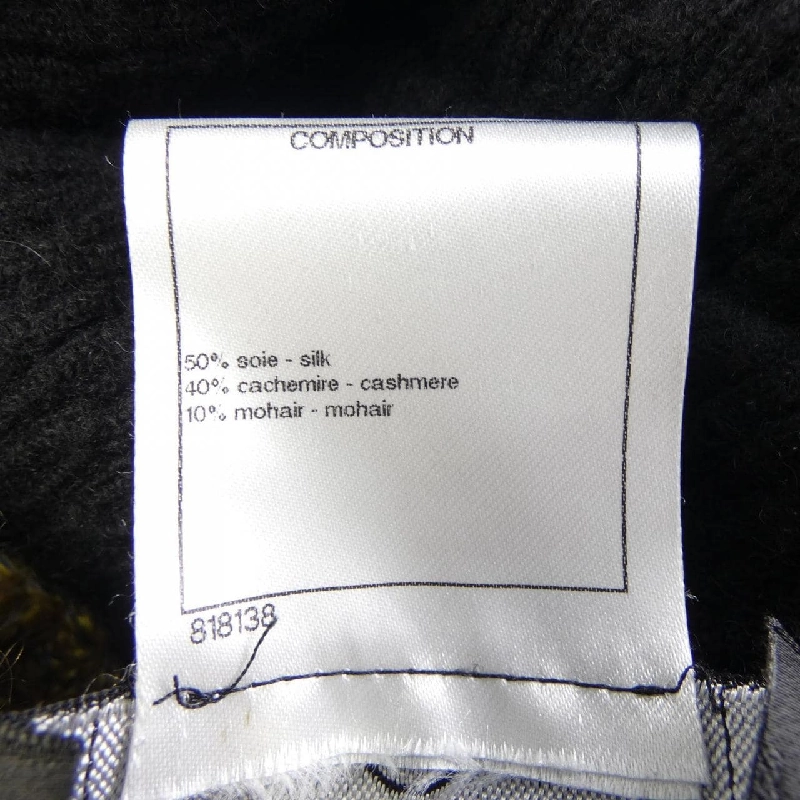 COMPOSITION
50% soie - silk
40% cachemire - cashmere
10% mohair - mohair
818138